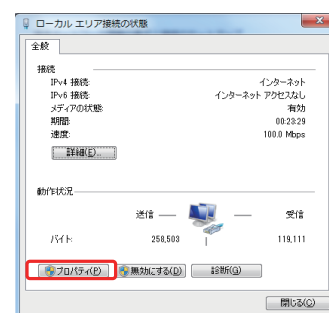 ローカル エリア接続の状態
全般
接続
IPv4 接続: インターネット
IPv6 接続: インターネット アクセスなし
メディアの状態: 有効
期間: 00:23:29
速度: 100.0 Mbps
詳細(E)...
動作状況
送信 受信
バイト: 258,503 119,111
プロパティ(P) 無効にする(D) 診断(G)
閉じる(C)